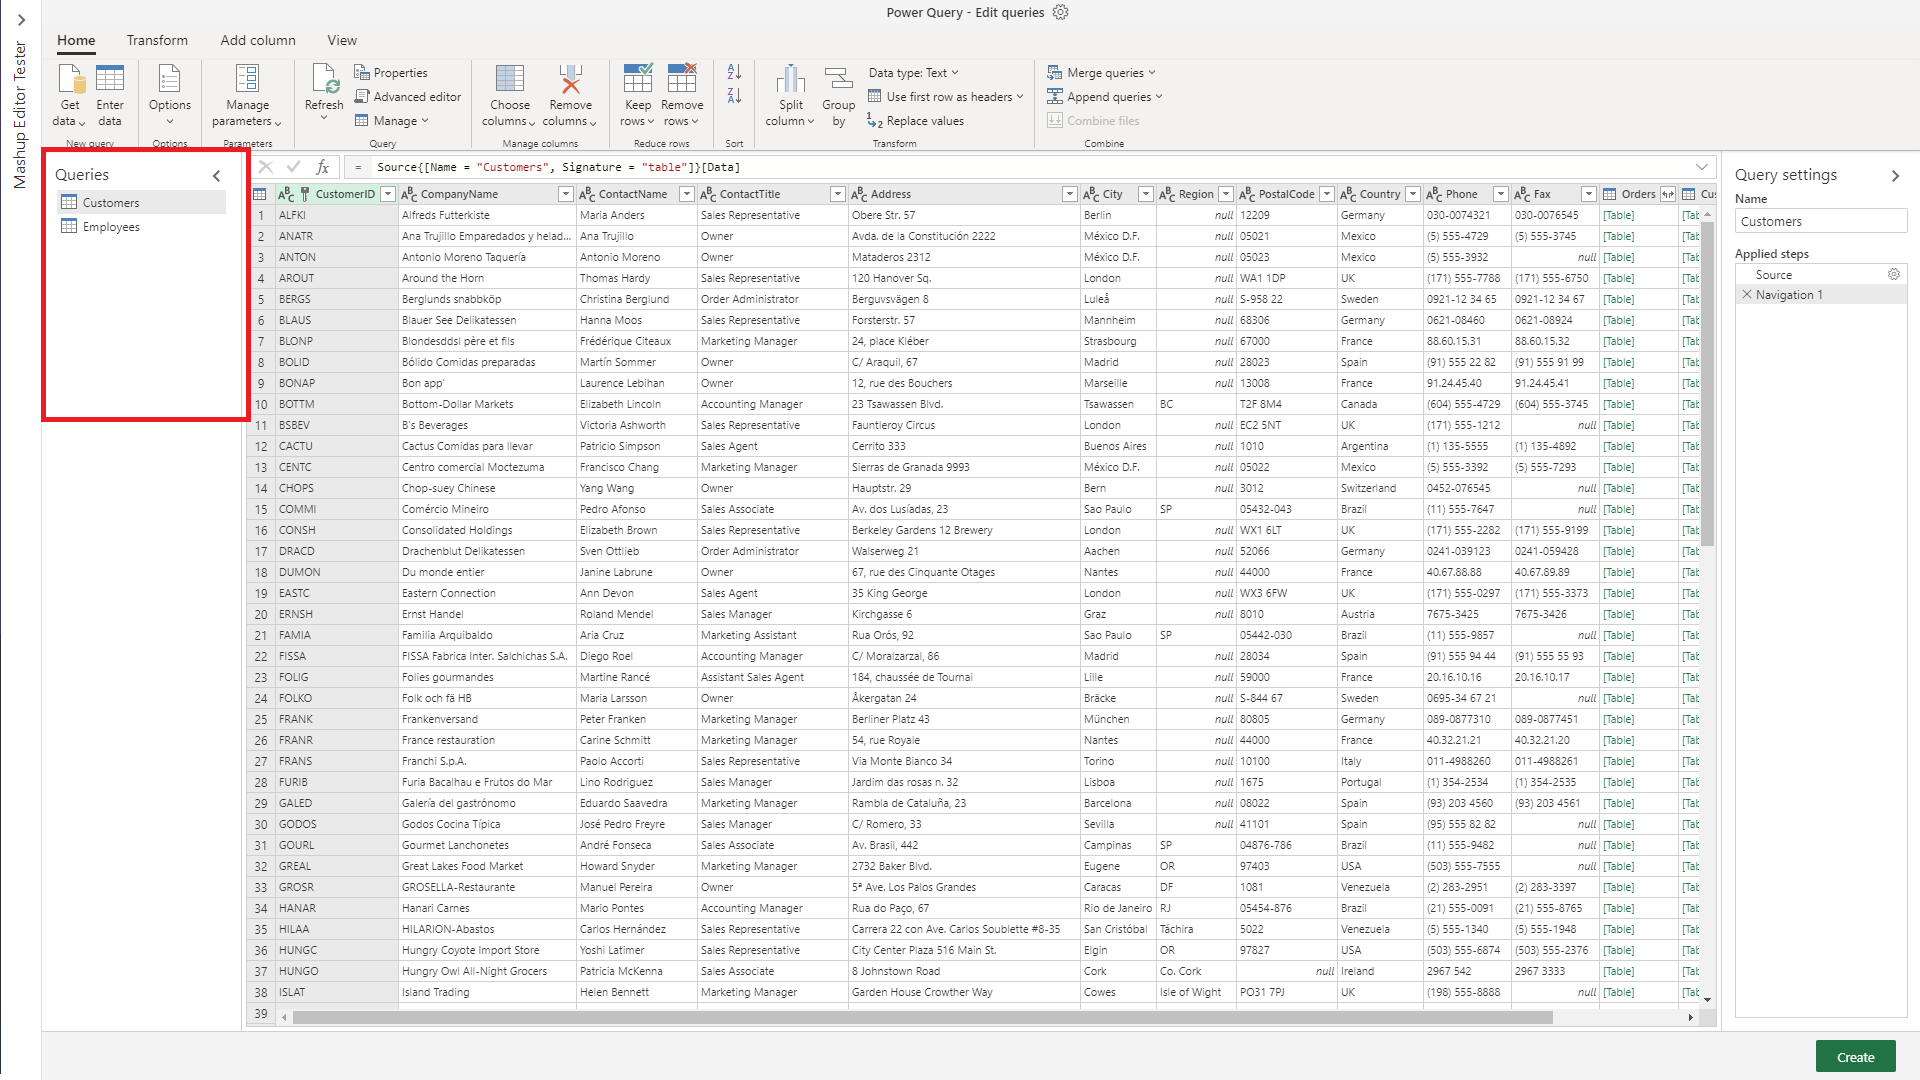 Power Query - Edit queries
Mashup Editor Tester
Home Transform Add column View
Get data
Enter data
Options
Manage parameters
Refresh
Properties
Advanced editor
Manage
Choose columns
Remove columns
Keep rows
Remove rows
Split column
Group by
Data type: Text
Use first row as headers
Replace values
Merge queries
Append queries
Combine files
New query Options Parameters Query Manage columns Reduce rows Sort Transform Combine
Queries
Customers
Employees
fx = Source{[Name = "Customers", Signature = "table"]}[Data]
CustomerID CompanyName ContactName ContactTitle Address City Region PostalCode Country Phone Fax Orders Cu
1 ALFKI Alfreds Futterkiste Maria Anders Sales Representative Obere Str. 57 Berlin null 12209 Germany 030-0074321 030-0076545 [Table] [Tab
2 ANATR Ana Trujillo Emparedados y helad... Ana Trujillo Owner Avda. de la Constitución 2222 México D.F. null 05021 Mexico (5) 555-4729 (5) 555-3745 [Table] [Tab
3 ANTON Antonio Moreno Taquería Antonio Moreno Owner Mataderos 2312 México D.F. null 05023 Mexico (5) 555-3932 null [Table] [Tab
4 AROUT Around the Horn Thomas Hardy Sales Representative 120 Hanover Sq. London null WA1 1DP UK (171) 555-7788 (171) 555-6750 [Table] [Tab
5 BERGS Berglunds snabbköp Christina Berglund Order Administrator Berguvsvägen 8 Luleå null S-958 22 Sweden 0921-12 34 65 0921-12 34 67 [Table] [Tab
6 BLAUS Blauer See Delikatessen Hanna Moos Sales Representative Forsterstr. 57 Mannheim null 68306 Germany 0621-08460 0621-08924 [Table] [Tab
7 BLONP Blondesddsl père et fils Frédérique Citeaux Marketing Manager 24, place Kléber Strasbourg null 67000 France 88.60.15.31 88.60.15.32 [Table] [Tab
8 BOLID Bólido Comidas preparadas Martín Sommer Owner C/ Araquil, 67 Madrid null 28023 Spain (91) 555 22 82 (91) 555 91 99 [Table] [Tab
9 BONAP Bon app' Laurence Lebihan Owner 12, rue des Bouchers Marseille null 13008 France 91.24.45.40 91.24.45.41 [Table] [Tab
10 BOTTM Bottom-Dollar Markets Elizabeth Lincoln Accounting Manager 23 Tsawassen Blvd. Tsawassen BC T2F 8M4 Canada (604) 555-4729 (604) 555-3745 [Table] [Tab
11 BSBEV B's Beverages Victoria Ashworth Sales Representative Fauntleroy Circus London null EC2 5NT UK (171) 555-1212 null [Table] [Tab
12 CACTU Cactus Comidas para llevar Patricio Simpson Sales Agent Cerrito 333 Buenos Aires null 1010 Argentina (1) 135-5555 (1) 135-4892 [Table] [Tab
13 CENTC Centro comercial Moctezuma Francisco Chang Marketing Manager Sierras de Granada 9993 México D.F. null 05022 Mexico (5) 555-3392 (5) 555-7293 [Table] [Tab
14 CHOPS Chop-suey Chinese Yang Wang Owner Hauptstr. 29 Bern null 3012 Switzerland 0452-076545 null [Table] [Tab
15 COMMI Comércio Mineiro Pedro Afonso Sales Associate Av. dos Lusíadas, 23 Sao Paulo SP 05432-043 Brazil (11) 555-7647 null [Table] [Tab
16 CONSH Consolidated Holdings Elizabeth Brown Sales Representative Berkeley Gardens 12 Brewery London null WX1 6LT UK (171) 555-2282 (171) 555-9199 [Table] [Tab
17 DRACD Drachenblut Delikatessen Sven Ottlieb Order Administrator Walserweg 21 Aachen null 52066 Germany 0241-039123 0241-059428 [Table] [Tab
18 DUMON Du monde entier Janine Labrune Owner 67, rue des Cinquante Otages Nantes null 44000 France 40.67.88.88 40.67.89.89 [Table] [Tab
19 EASTC Eastern Connection Ann Devon Sales Agent 35 King George London null WX3 6FW UK (171) 555-0297 (171) 555-3373 [Table] [Tab
20 ERNSH Ernst Handel Roland Mendel Sales Manager Kirchgasse 6 Graz null 8010 Austria 7675-3425 7675-3426 [Table] [Tab
21 FAMIA Familia Arquibaldo Aria Cruz Marketing Assistant Rua Orós, 92 Sao Paulo SP 05442-030 Brazil (11) 555-9857 null [Table] [Tab
22 FISSA FISSA Fabrica Inter. Salchichas S.A. Diego Roel Accounting Manager C/ Moralzarzal, 86 Madrid null 28034 Spain (91) 555 94 44 (91) 555 55 93 [Table] [Tab
23 FOLIG Folies gourmandes Martine Rancé Assistant Sales Agent 184, chaussée de Tournai Lille null 59000 France 20.16.10.16 20.16.10.17 [Table] [Tab
24 FOLKO Folk och fä HB Maria Larsson Owner Åkergatan 24 Bräcke null S-844 67 Sweden 0695-34 67 21 null [Table] [Tab
25 FRANK Frankenversand Peter Franken Marketing Manager Berliner Platz 43 München null 80805 Germany 089-0877310 089-0877451 [Table] [Tab
26 FRANR France restauration Carine Schmitt Marketing Manager 54, rue Royale Nantes null 44000 France 40.32.21.21 40.32.21.20 [Table] [Tab
27 FRANS Franchi S.p.A. Paolo Accorti Sales Representative Via Monte Bianco 34 Torino null 10100 Italy 011-4988260 011-4988261 [Table] [Tab
28 FURIB Furia Bacalhau e Frutos do Mar Lino Rodriguez Sales Manager Jardim das rosas n. 32 Lisboa null 1675 Portugal (1) 354-2534 (1) 354-2535 [Table] [Tab
29 GALED Galería del gastrónomo Eduardo Saavedra Marketing Manager Rambla de Cataluña, 23 Barcelona null 08022 Spain (93) 203 4560 (93) 203 4561 [Table] [Tab
30 GODOS Godos Cocina Típica José Pedro Freyre Sales Manager C/ Romero, 33 Sevilla null 41101 Spain (95) 555 82 82 null [Table] [Tab
31 GOURL Gourmet Lanchonetes André Fonseca Sales Associate Av. Brasil, 442 Campinas SP 04876-786 Brazil (11) 555-9482 null [Table] [Tab
32 GREAL Great Lakes Food Market Howard Snyder Marketing Manager 2732 Baker Blvd. Eugene OR 97403 USA (503) 555-7555 null [Table] [Tab
33 GROSR GROSELLA-Restaurante Manuel Pereira Owner 5ª Ave. Los Palos Grandes Caracas DF 1081 Venezuela (2) 283-2951 (2) 283-3397 [Table] [Tab
34 HANAR Hanari Carnes Mario Pontes Accounting Manager Rua do Paço, 67 Rio de Janeiro RJ 05454-876 Brazil (21) 555-0091 (21) 555-8765 [Table] [Tab
35 HILAA HILARION-Abastos Carlos Hernández Sales Representative Carrera 22 con Ave. Carlos Soublette #8-35 San Cristóbal Táchira 5022 Venezuela (5) 555-1340 (5) 555-1948 [Table] [Tab
36 HUNGC Hungry Coyote Import Store Yoshi Latimer Sales Representative City Center Plaza 516 Main St. Elgin OR 97827 USA (503) 555-6874 (503) 555-2376 [Table] [Tab
37 HUNGO Hungry Owl All-Night Grocers Patricia McKenna Sales Associate 8 Johnstown Road Cork Co. Cork null Ireland 2967 542 2967 3333 [Table] [Tab
38 ISLAT Island Trading Helen Bennett Marketing Manager Garden House Crowther Way Cowes Isle of Wight PO31 7PJ UK (198) 555-8888 null [Table] [Tab
39
Query settings
Name
Customers
Applied steps
Source
Navigation 1
Create